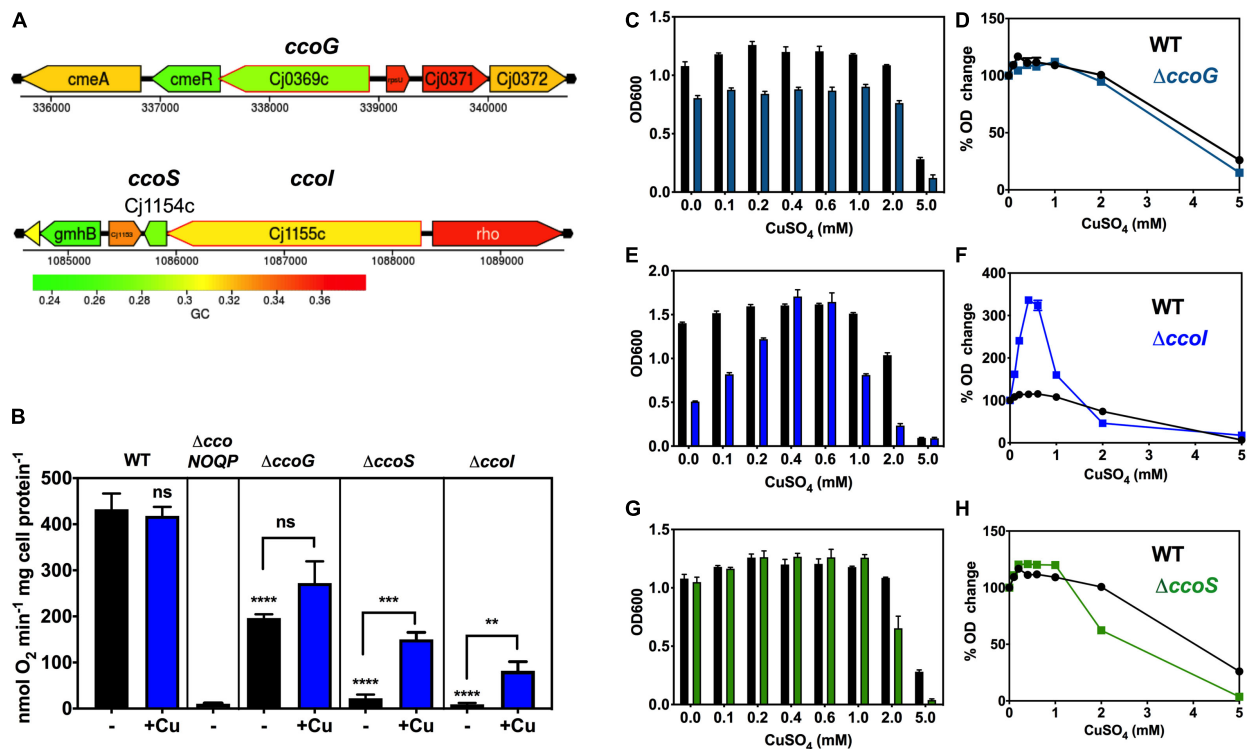 A
ccoG
cmeA
cmeR
Cj0369c
rpsU
Cj0371
Cj0372
336000
337000
338000
339000
340000
ccoS
ccoI
Cj1154c
gmhB
Cj1153
Cj1155c
rho
1085000
1086000
1087000
1088000
1089000
0.24
0.26
0.28
0.3
0.32
0.34
0.36
GC
B
WT
Δcco
NOQP
ΔccoG
ΔccoS
ΔccoI
nmol O2 min-1 mg cell protein-1
500
400
300
200
100
0
ns
****
ns
****
***
****
**
- +Cu - - +Cu - +Cu - +Cu
C
OD600
1.5
1.0
0.5
0.0
0.0 0.1 0.2 0.4 0.6 1.0 2.0 5.0
CuSO4 (mM)
D
% OD change
150
100
50
0
WT
ΔccoG
0 1 2 3 4 5
CuSO4 (mM)
E
OD600
2.0
1.5
1.0
0.5
0.0
0.0 0.1 0.2 0.4 0.6 1.0 2.0 5.0
CuSO4 (mM)
F
% OD change
400
300
200
100
0
WT
ΔccoI
0 1 2 3 4 5
CuSO4 (mM)
G
OD600
1.5
1.0
0.5
0.0
0.0 0.1 0.2 0.4 0.6 1.0 2.0 5.0
CuSO4 (mM)
H
% OD change
150
100
50
0
WT
ΔccoS
0 1 2 3 4 5
CuSO4 (mM)